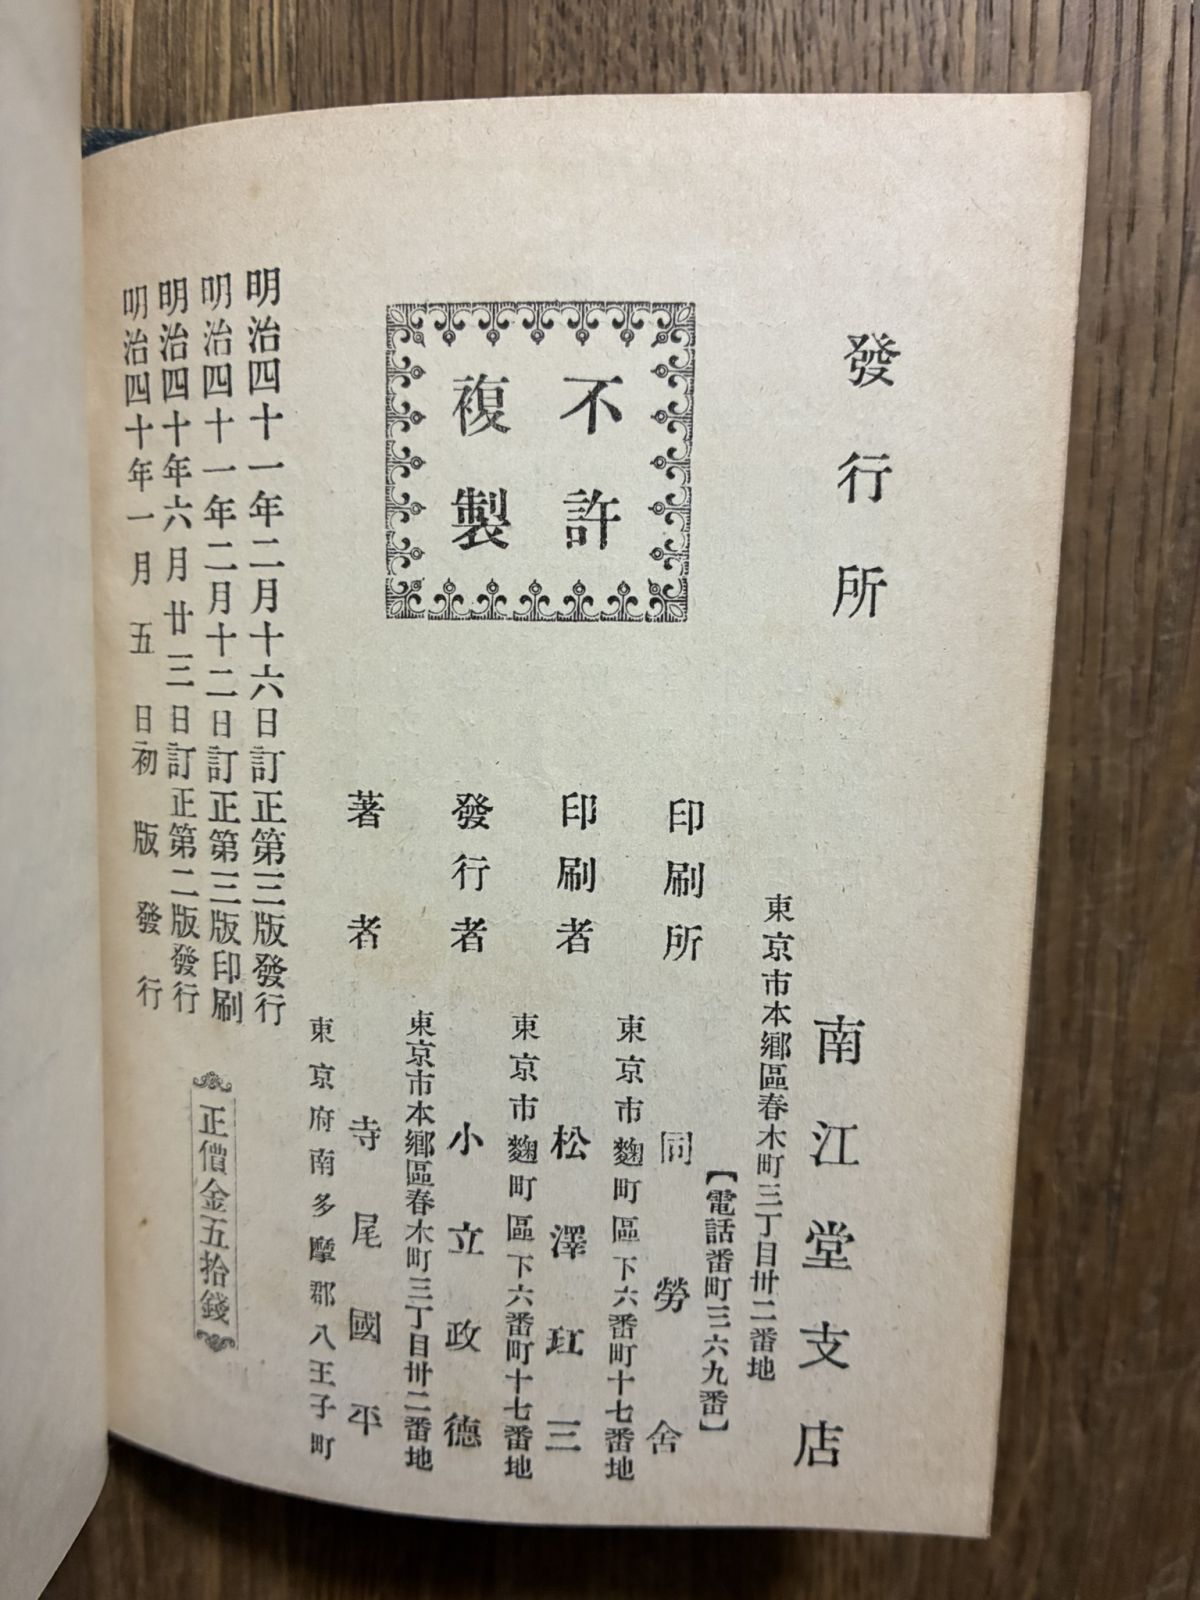 發行所
南江堂支店
東京市本鄕區春木町三丁目卅二番地
【電話番町三六九番】
印刷所
同勞舍
東京市麴町區下六番町十七番地
印刷者
松澤玒三
東京市麴町區下六番町十七番地
發行者
小立政德
東京市本鄕區春木町三丁目卅二番地
著者
寺尾國平
東京府南多摩郡八王子町
不許
複製
明治四十一年二月十六日訂正第三版發行
明治四十一年二月十二日訂正第三版印刷
明治四十年六月廿三日訂正第二版發行
明治四十年一月五日初版發行
正價金五拾錢